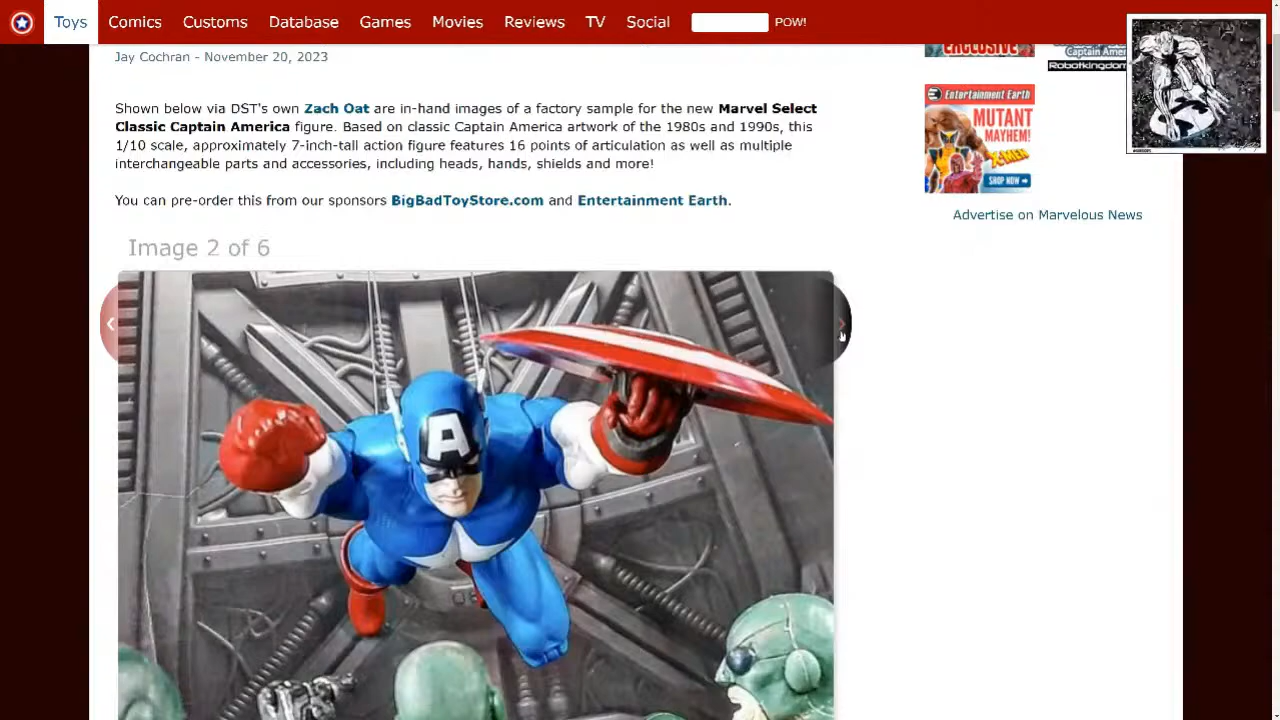 Toys Comics Customs Database Games Movies Reviews TV Social POW!
Jay Cochran - November 20, 2023
EXCLUSIVE
Captain Amer
Robotkingdom
Shown below via DST's own Zach Oat are in-hand images of a factory sample for the new Marvel Select
Classic Captain America figure. Based on classic Captain America artwork of the 1980s and 1990s, this
1/10 scale, approximately 7-inch-tall action figure features 16 points of articulation as well as multiple
interchangeable parts and accessories, including heads, hands, shields and more!
Entertainment Earth
MUTANT
MAYHEM!
X-MEN
SHOP NOW
You can pre-order this from our sponsors BigBadToyStore.com and Entertainment Earth.
Advertise on Marvelous News
Image 2 of 6
A